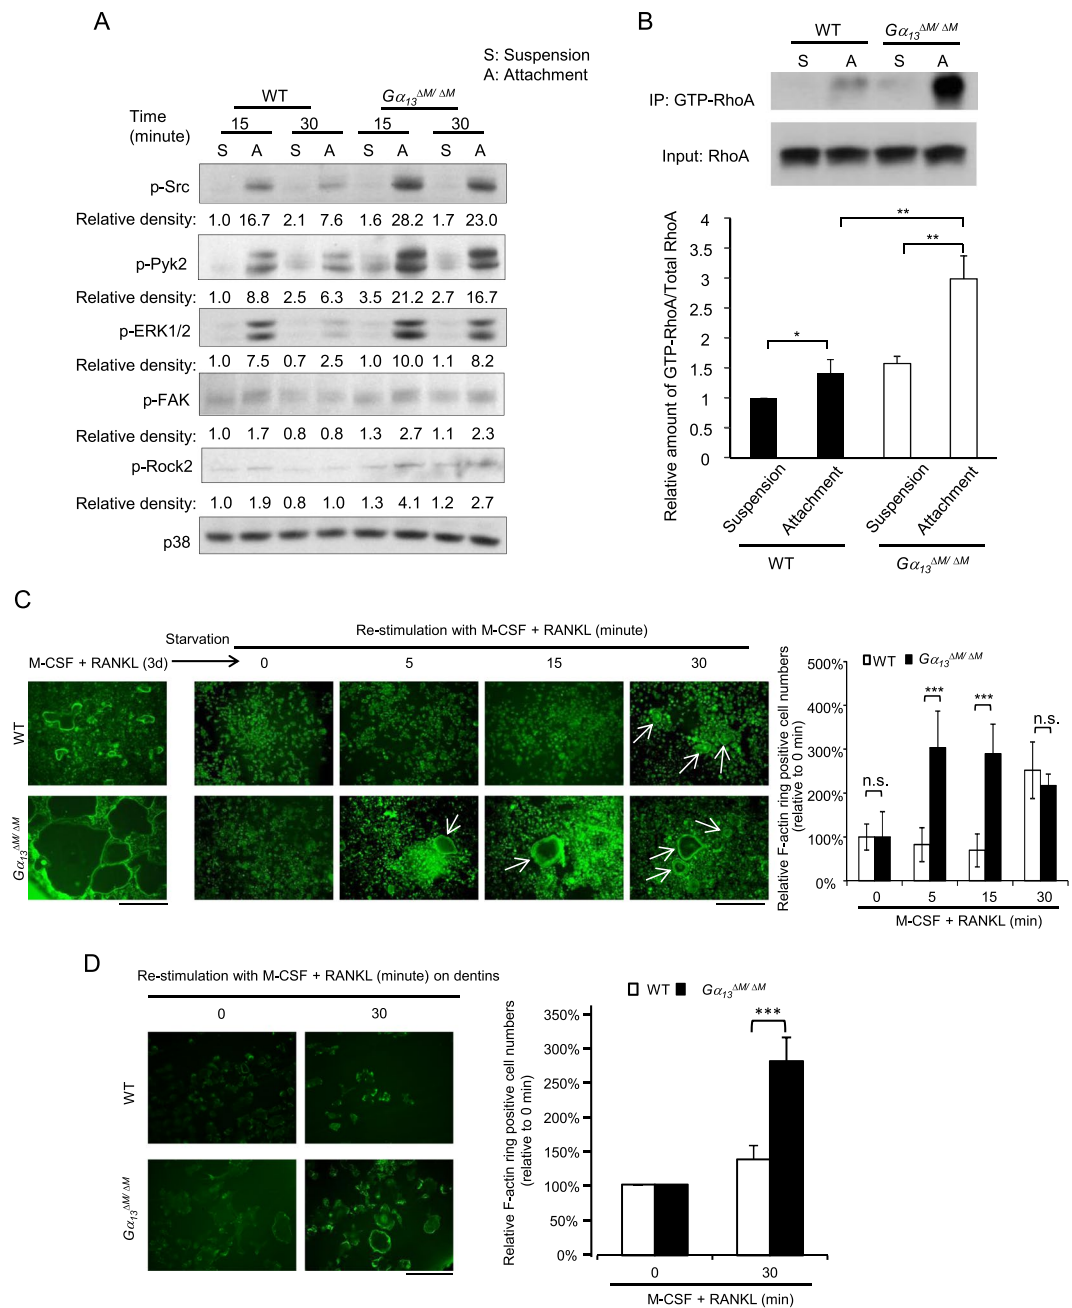 A
S: Suspension
A: Attachment
WT Gα13ΔM/ΔM
Time (minute) 15 30 15 30
S A S A S A S A
p-Src
Relative density: 1.0 16.7 2.1 7.6 1.6 28.2 1.7 23.0
p-Pyk2
Relative density: 1.0 8.8 2.5 6.3 3.5 21.2 2.7 16.7
p-ERK1/2
Relative density: 1.0 7.5 0.7 2.5 1.0 10.0 1.1 8.2
p-FAK
Relative density: 1.0 1.7 0.8 0.8 1.3 2.7 1.1 2.3
p-Rock2
Relative density: 1.0 1.9 0.8 1.0 1.3 4.1 1.2 2.7
p38
B
WT Gα13ΔM/ΔM
S A S A
IP: GTP-RhoA
Input: RhoA
Relative amount of GTP-RhoA/Total RhoA
4
3.5
3
2.5
2
1.5
1
0.5
0
* ** **
Suspension Attachment Suspension Attachment
WT Gα13ΔM/ΔM
C
Re-stimulation with M-CSF + RANKL (minute)
Starvation
M-CSF + RANKL (3d) 0 5 15 30
WT
Gα13ΔM/ΔM
WT Gα13ΔM/ΔM
Relative F-actin ring positive cell numbers
(relative to 0 min)
500%
400%
300%
200%
100%
0%
n.s. *** *** n.s.
0 5 15 30
M-CSF + RANKL (min)
D
Re-stimulation with M-CSF + RANKL (minute) on dentins
0 30
WT
Gα13ΔM/ΔM
WT Gα13ΔM/ΔM
Relative F-actin ring positive cell numbers
(relative to 0 min)
350%
300%
250%
200%
150%
100%
50%
0%
***
0 30
M-CSF + RANKL (min)